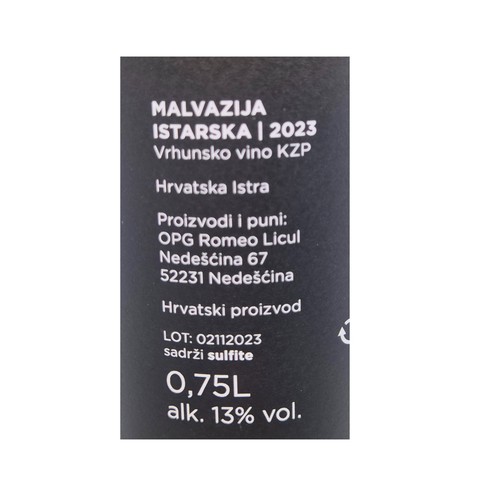 MALVAZIJA
ISTARSKA | 2023
Vrhunsko vino KZP
Hrvatska Istra
Proizvodi i puni:
OPG Romeo Licul
Nedešćina 67
52231 Nedešćina
Hrvatski proizvod
LOT: 02112023
sadrži sulfite
0,75L
alk. 13% vol.